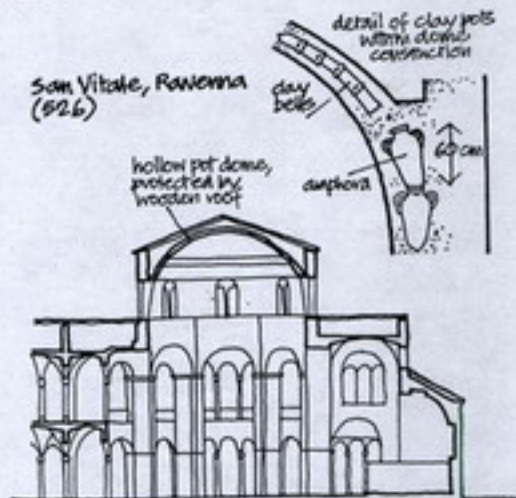 San Vitale, Ravenna
(526)
detail of clay pots
within dome
construction
clay
bells
amphora
60 cm
hollow pot dome,
protected by
wooden roof